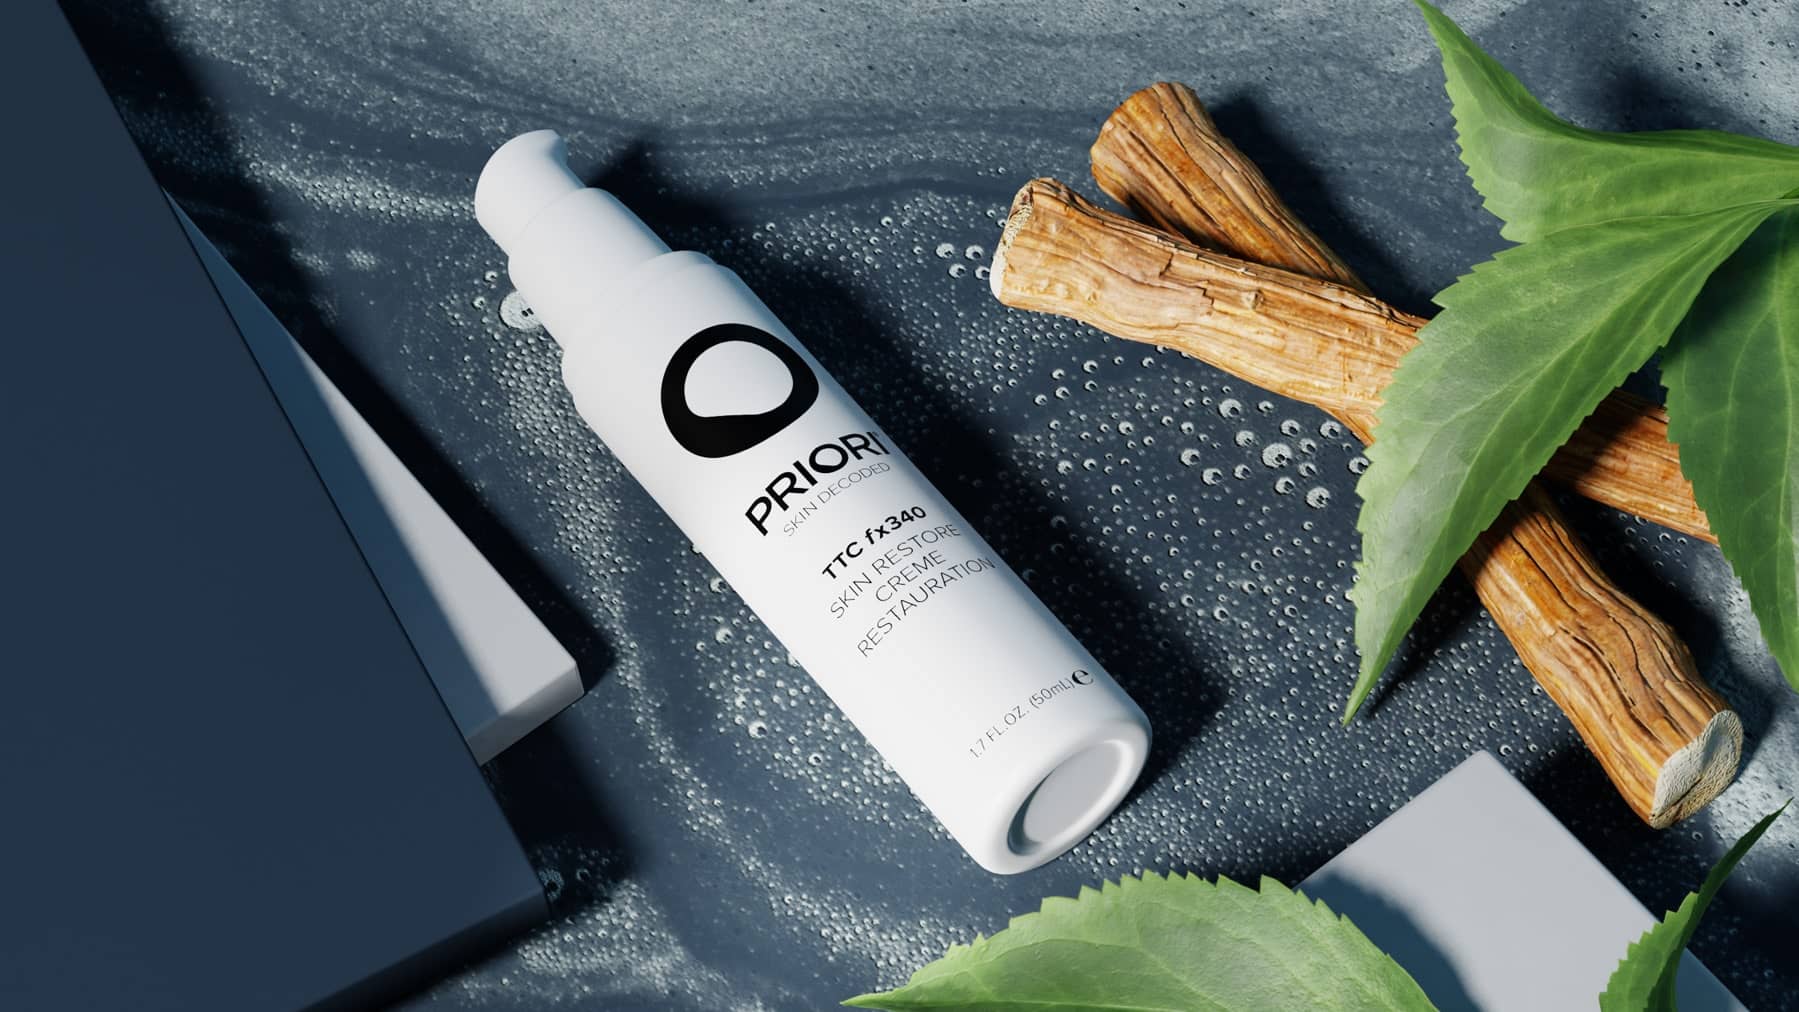 PRIORI
SKIN DECODED
TTC fx340
SKIN RESTORE
CREME
RESTAURATION
1.7 FL.OZ. (50mL) e